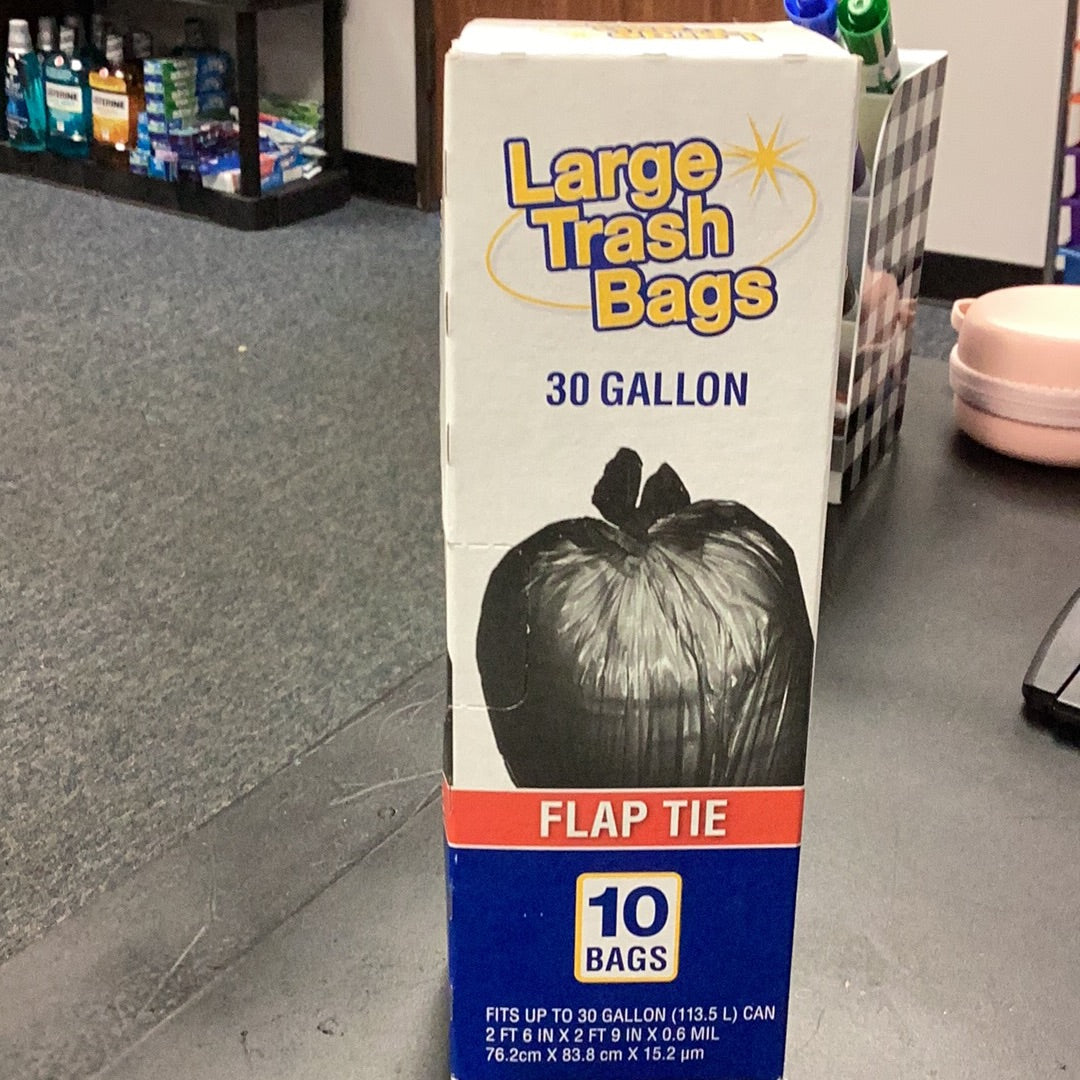 Large
Trash
Bags
30 GALLON
FLAP TIE
10
BAGS
FITS UP TO 30 GALLON (113.5 L) CAN
2 FT 6 IN X 2 FT 9 IN X 0.6 MIL
76.2cm X 83.8 cm X 15.2 µm